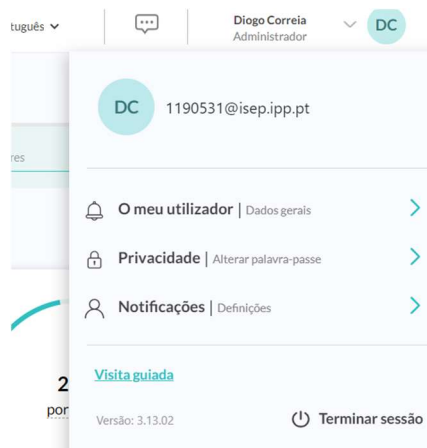 tuguês
Diogo Correia
Administrador
DC
DC
1190531@isep.ipp.pt
res
O meu utilizador | Dados gerais
Privacidade | Alterar palavra-passe
Notificações | Definições
Visita guiada
2
por
Versão: 3.13.02
Terminar sessão